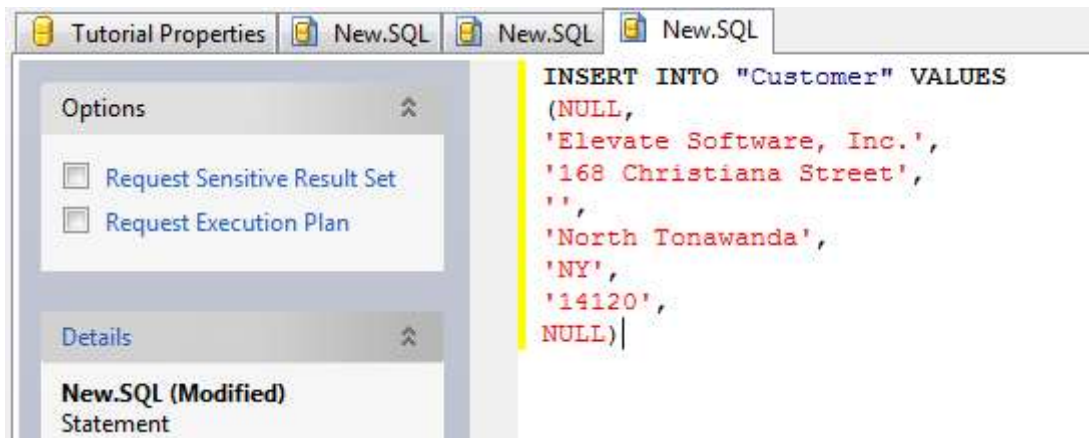 Tutorial Properties New.SQL New.SQL New.SQL
Options
Request Sensitive Result Set
Request Execution Plan
Details
New.SQL (Modified)
Statement
INSERT INTO "Customer" VALUES
(NULL,
'Elevate Software, Inc.',
'168 Christiana Street',
'',
'North Tonawanda',
'NY',
'14120',
NULL)